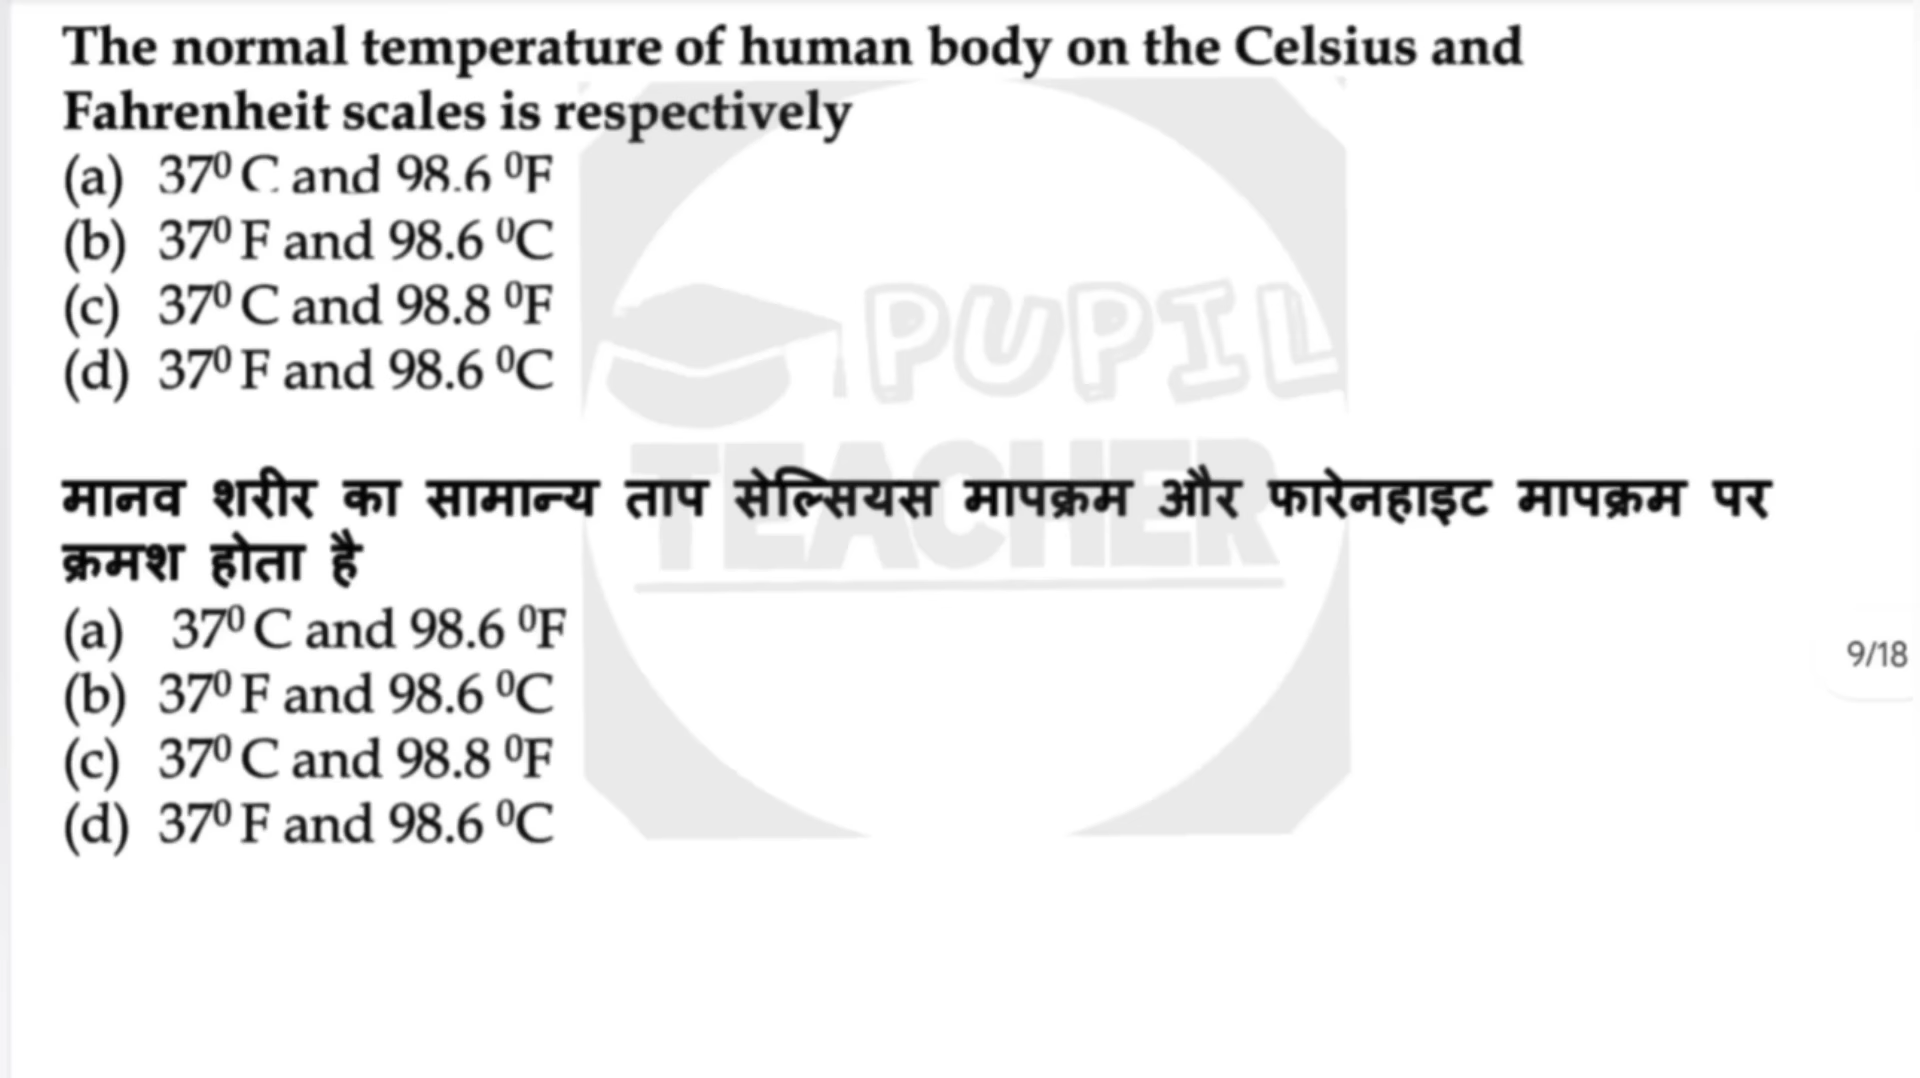 The normal temperature of human body on the Celsius and
Fahrenheit scales is respectively
(a) 37⁰ C and 98.6 ⁰F
(b) 37⁰ F and 98.6 ⁰C
(c) 37⁰ C and 98.8 ⁰F
(d) 37⁰ F and 98.6 ⁰C
PUPIL
TEACHER
मानव शरीर का सामान्य ताप सेल्सियस मापक्रम और फारेनहाइट मापक्रम पर
क्रमश होता है
(a) 37⁰ C and 98.6 ⁰F
(b) 37⁰ F and 98.6 ⁰C
(c) 37⁰ C and 98.8 ⁰F
(d) 37⁰ F and 98.6 ⁰C
9/18